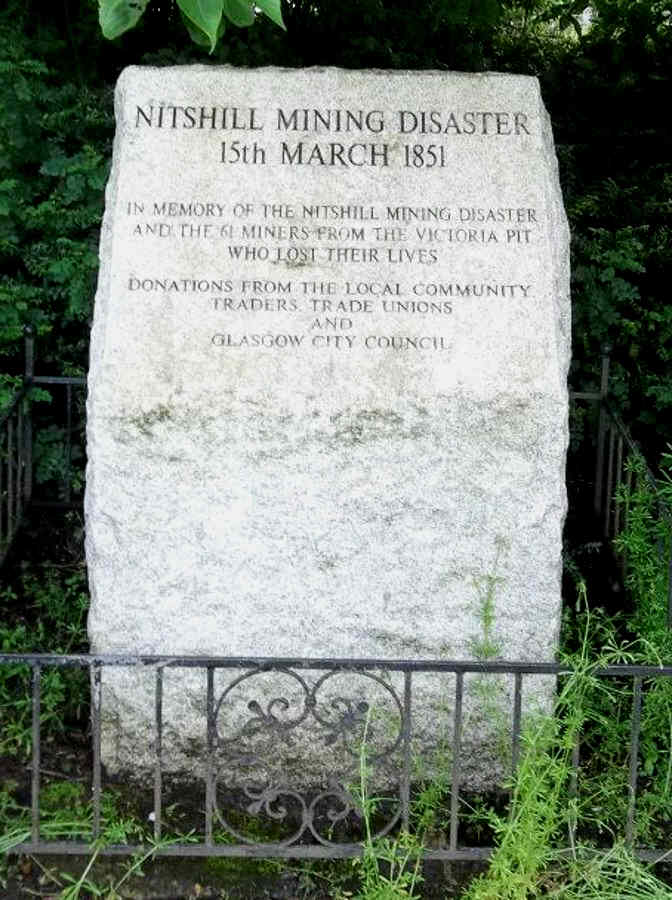 NITSHILL MINING DISASTER
15th MARCH 1851
IN MEMORY OF THE NITSHILL MINING DISASTER
AND THE 61 MINERS FROM THE VICTORIA PIT
WHO LOST THEIR LIVES
DONATIONS FROM THE LOCAL COMMUNITY,
TRADERS, TRADE UNIONS
AND
GLASGOW CITY COUNCIL